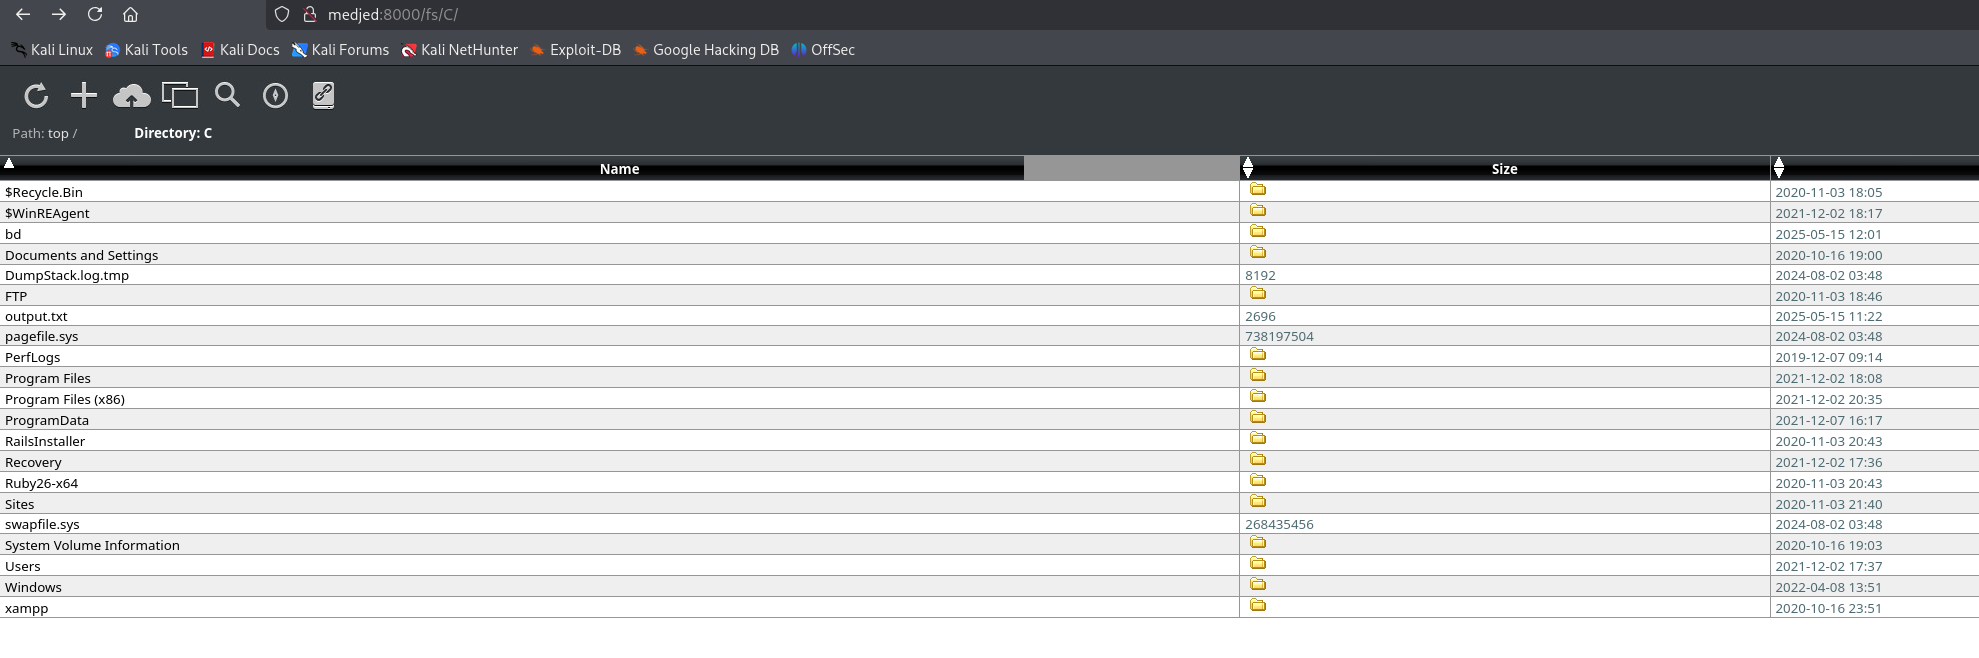 medjed:8000/fs/C/
Kali Linux Kali Tools Kali Docs Kali Forums Kali NetHunter Exploit-DB Google Hacking DB OffSec
Path: top / Directory: C
Name Size
$Recycle.Bin 2020-11-03 18:05
$WinREAgent 2021-12-02 18:17
bd 2025-05-15 12:01
Documents and Settings 2020-10-16 19:00
DumpStack.log.tmp 8192 2024-08-02 03:48
FTP 2020-11-03 18:46
output.txt 2696 2025-05-15 11:22
pagefile.sys 738197504 2024-08-02 03:48
PerfLogs 2019-12-07 09:14
Program Files 2021-12-02 18:08
Program Files (x86) 2021-12-02 20:35
ProgramData 2021-12-07 16:17
RailsInstaller 2020-11-03 20:43
Recovery 2021-12-02 17:36
Ruby26-x64 2020-11-03 20:43
Sites 2020-11-03 21:40
swapfile.sys 268435456 2024-08-02 03:48
System Volume Information 2020-10-16 19:03
Users 2021-12-02 17:37
Windows 2022-04-08 13:51
xampp 2020-10-16 23:51